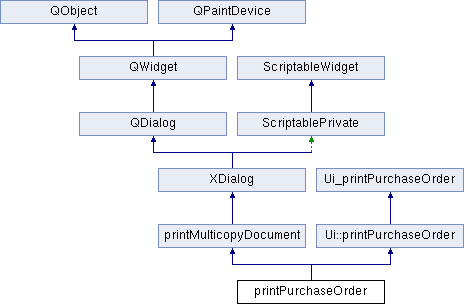 QObject
QPaintDevice
QWidget
ScriptableWidget
QDialog
ScriptablePrivate
XDialog
Ui_printPurchaseOrder
printMulticopyDocument
Ui::printPurchaseOrder
printPurchaseOrder